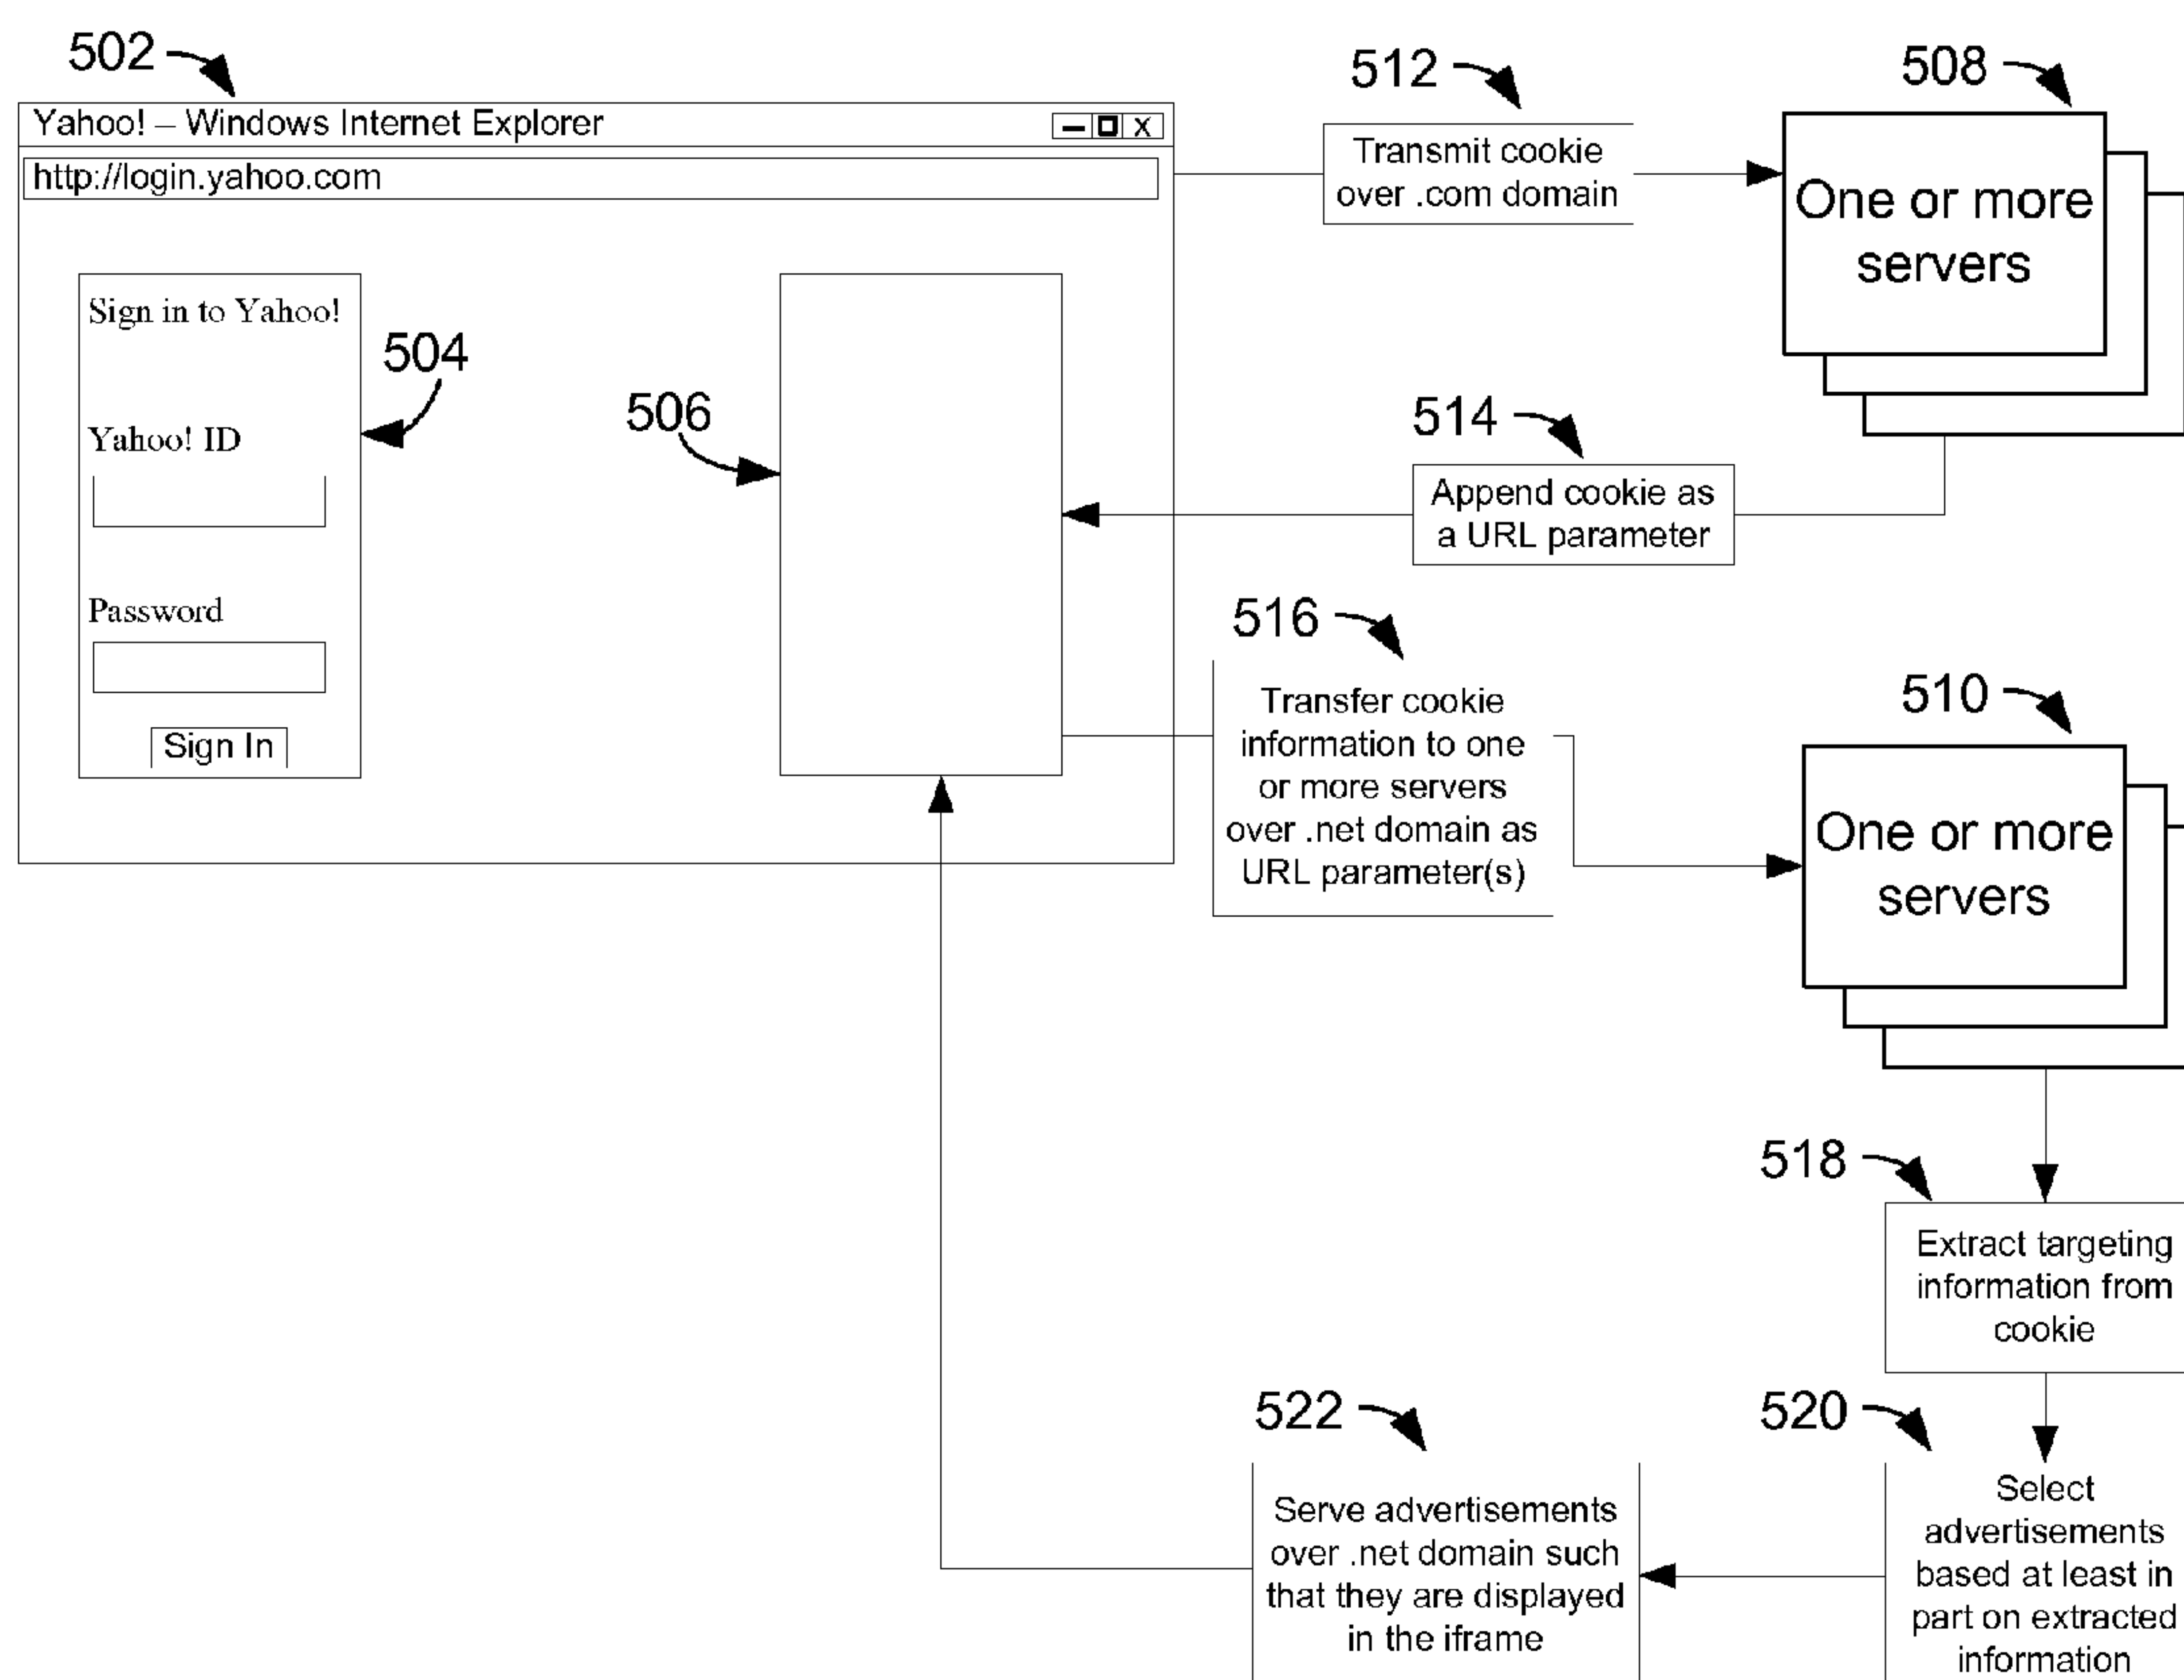 502
Yahoo! – Windows Internet Explorer
X
http://login.yahoo.com
Sign in to Yahoo!
504
Yahoo! ID
Password
Sign In
506
512
Transmit cookie
over .com domain
508
One or more
servers
514
Append cookie as
a URL parameter
516
Transfer cookie
information to one
or more servers
over .net domain as
URL parameter(s)
510
One or more
servers
518
Extract targeting
information from
cookie
520
Select
advertisements
based at least in
part on extracted
information
522
Serve advertisements
over .net domain such
that they are displayed
in the iframe